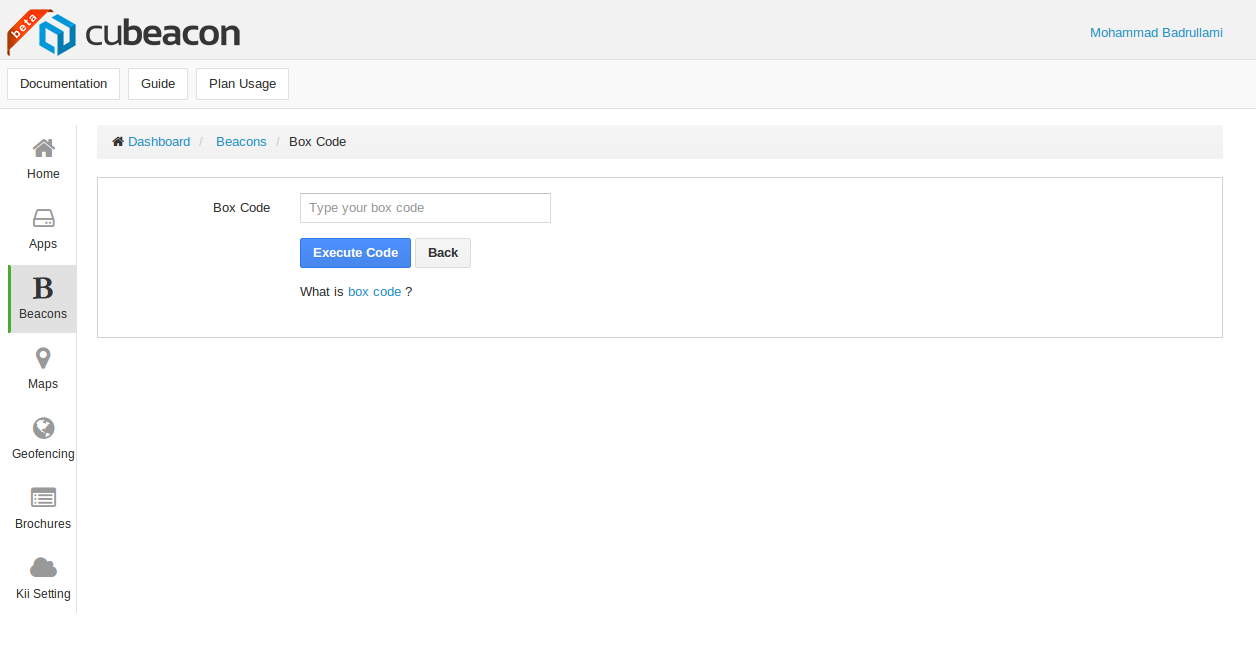 beta
cubeacon
Mohammad Badrullami
Documentation Guide Plan Usage
Dashboard / Beacons / Box Code
Home
Apps
B
Beacons
Maps
Geofencing
Brochures
Kii Setting
Box Code Type your box code
Execute Code Back
What is box code ?